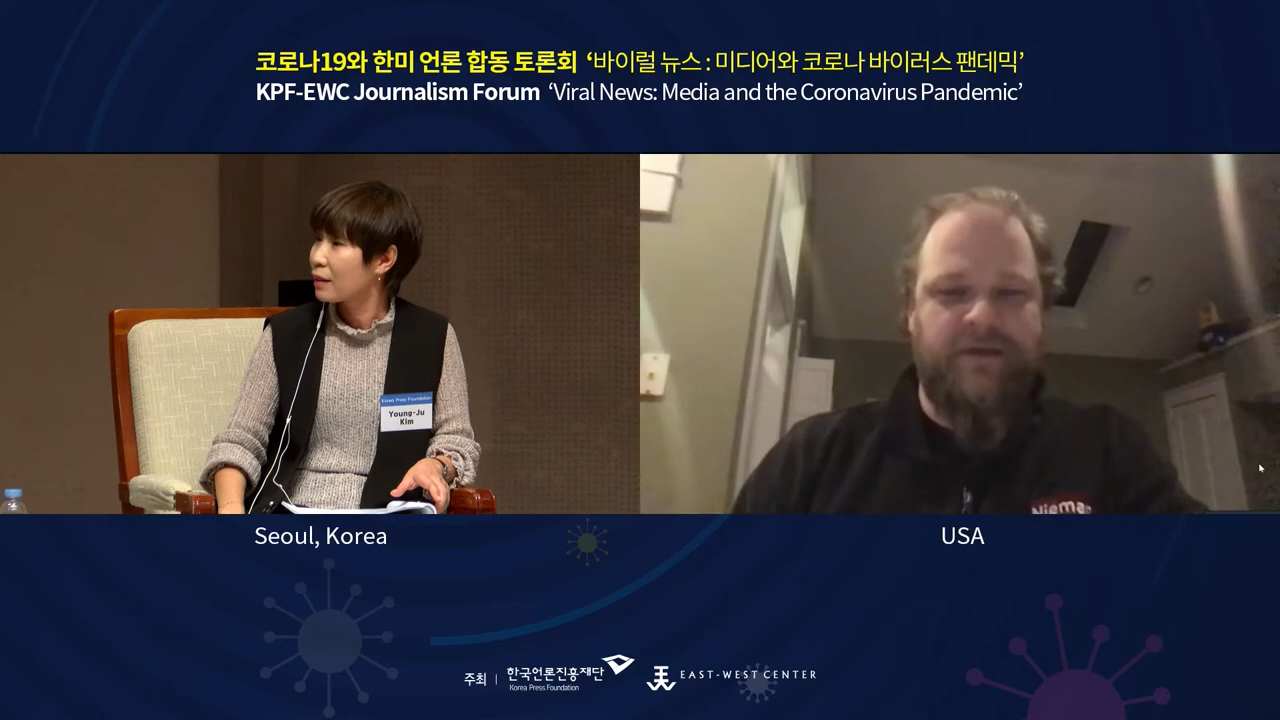 코로나19와 한미 언론 합동 토론회 ‘바이럴 뉴스 : 미디어와 코로나 바이러스 팬데믹’
KPF-EWC Journalism Forum ‘Viral News: Media and the Coronavirus Pandemic’
Korea Press Foundation
Young-Ju
Kim
Nieman
Seoul, Korea
USA
주최 | 한국언론진흥재단
Korea Press Foundation
EAST-WEST CENTER